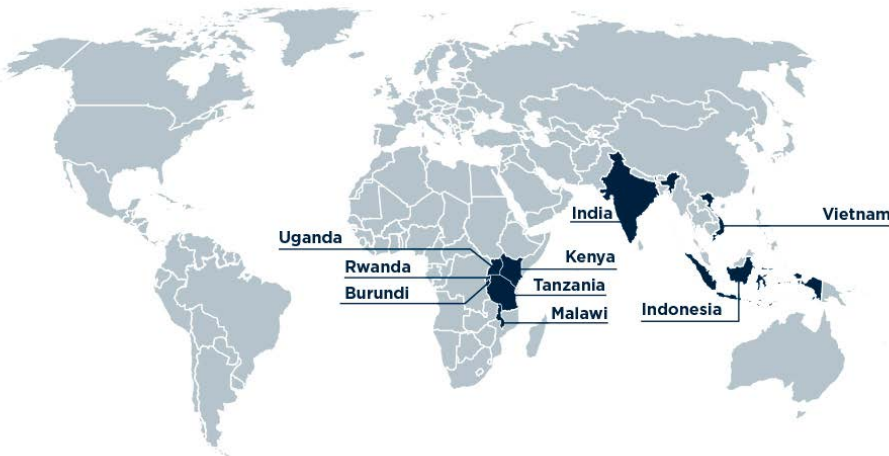 India
Vietnam
Uganda
Kenya
Rwanda
Tanzania
Burundi
Indonesia
Malawi